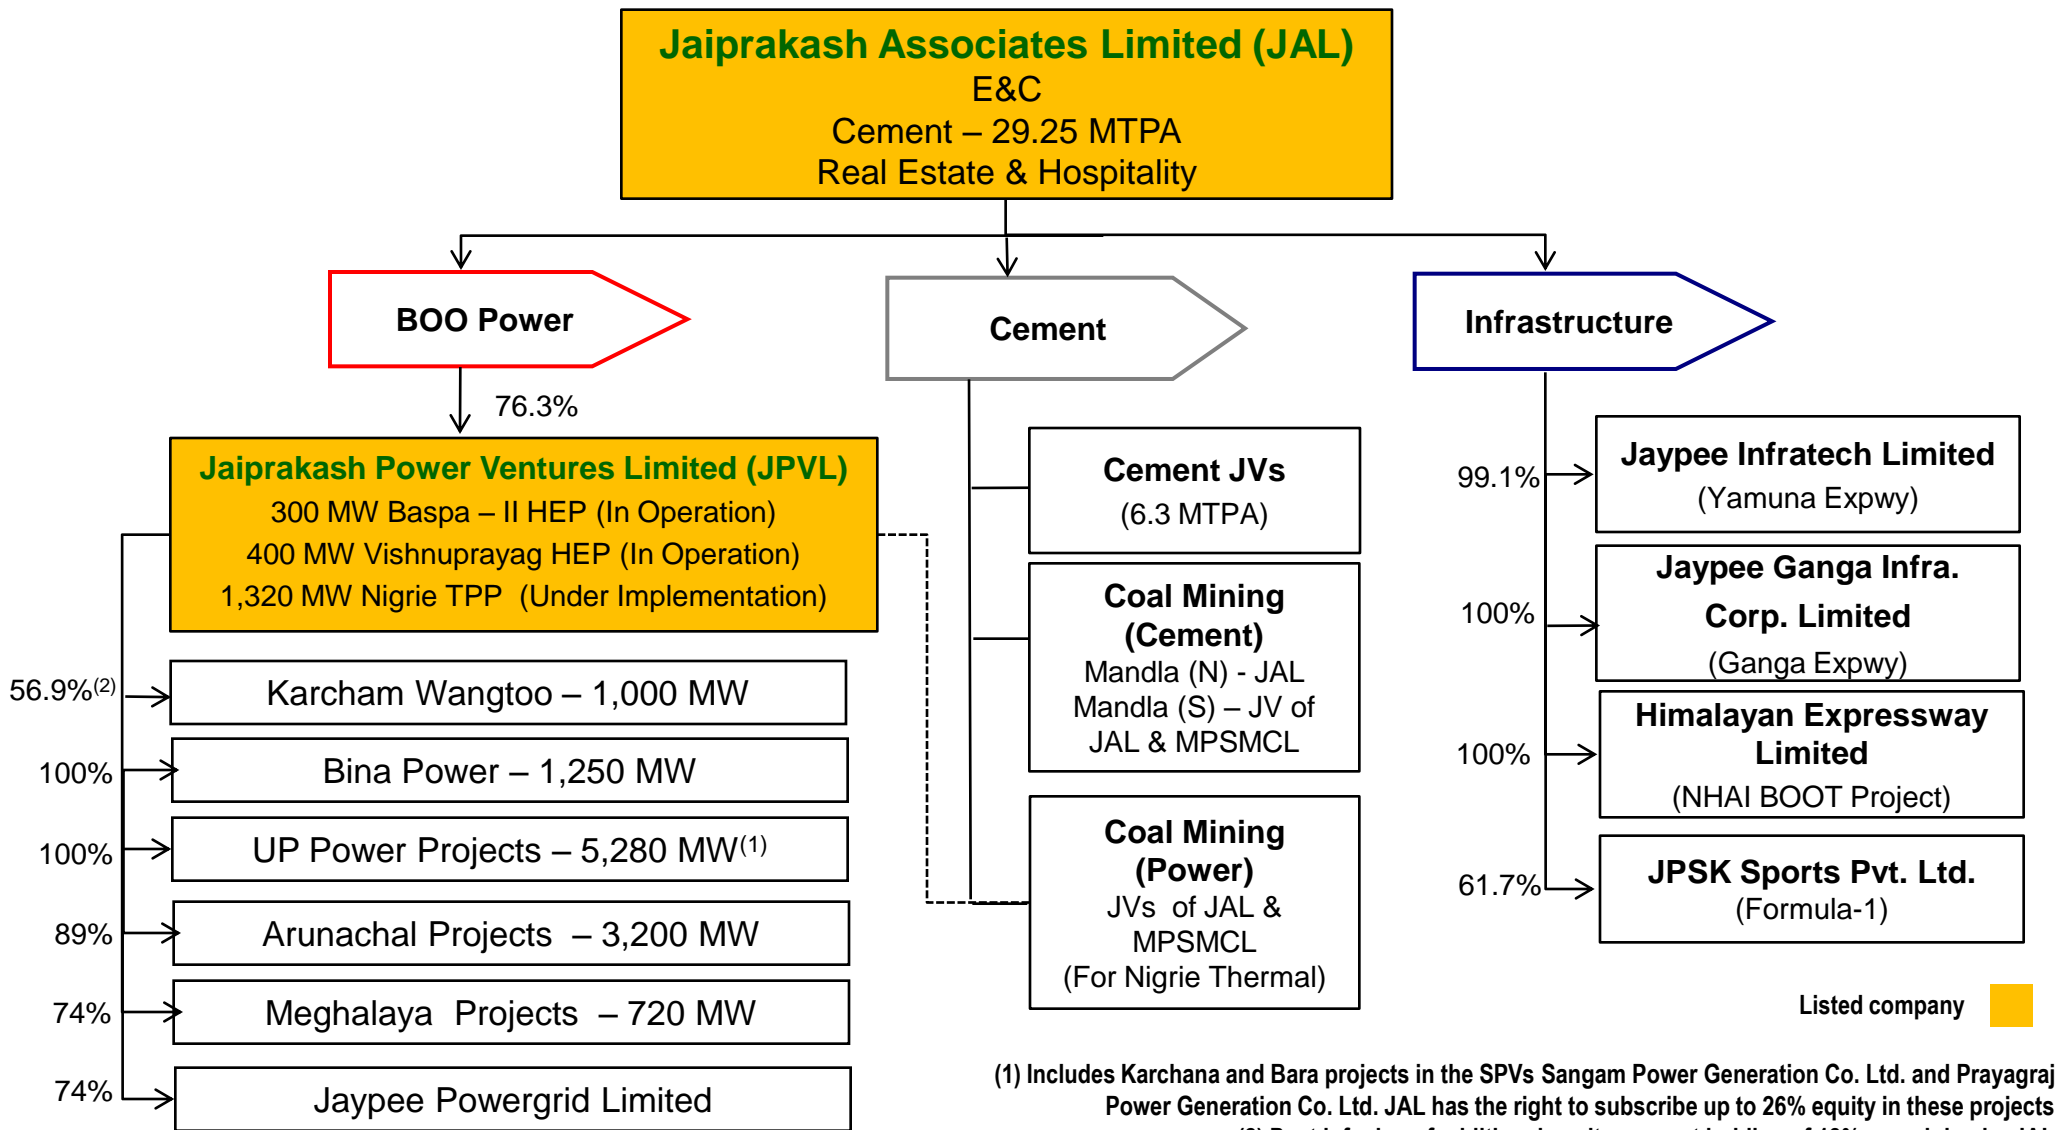 Jaiprakash Associates Limited (JAL)
E&C
Cement – 29.25 MTPA
Real Estate & Hospitality
BOO Power
Cement
Infrastructure
76.3%
Jaiprakash Power Ventures Limited (JPVL)
300 MW Baspa – II HEP (In Operation)
400 MW Vishnuprayag HEP (In Operation)
1,320 MW Nigrie TPP (Under Implementation)
56.9%(2)
Karcham Wangtoo – 1,000 MW
100%
Bina Power – 1,250 MW
100%
UP Power Projects – 5,280 MW(1)
89%
Arunachal Projects – 3,200 MW
74%
Meghalaya Projects – 720 MW
74%
Jaypee Powergrid Limited
Cement JVs
(6.3 MTPA)
Coal Mining
(Cement)
Mandla (N) - JAL
Mandla (S) – JV of
JAL & MPSMCL
Coal Mining
(Power)
JVs of JAL &
MPSMCL
(For Nigrie Thermal)
99.1%
Jaypee Infratech Limited
(Yamuna Expwy)
100%
Jaypee Ganga Infra.
Corp. Limited
(Ganga Expwy)
100%
Himalayan Expressway
Limited
(NHAI BOOT Project)
61.7%
JPSK Sports Pvt. Ltd.
(Formula-1)
Listed company
(1) Includes Karchana and Bara projects in the SPVs Sangam Power Generation Co. Ltd. and Prayagraj
Power Generation Co. Ltd. JAL has the right to subscribe up to 26% equity in these projects